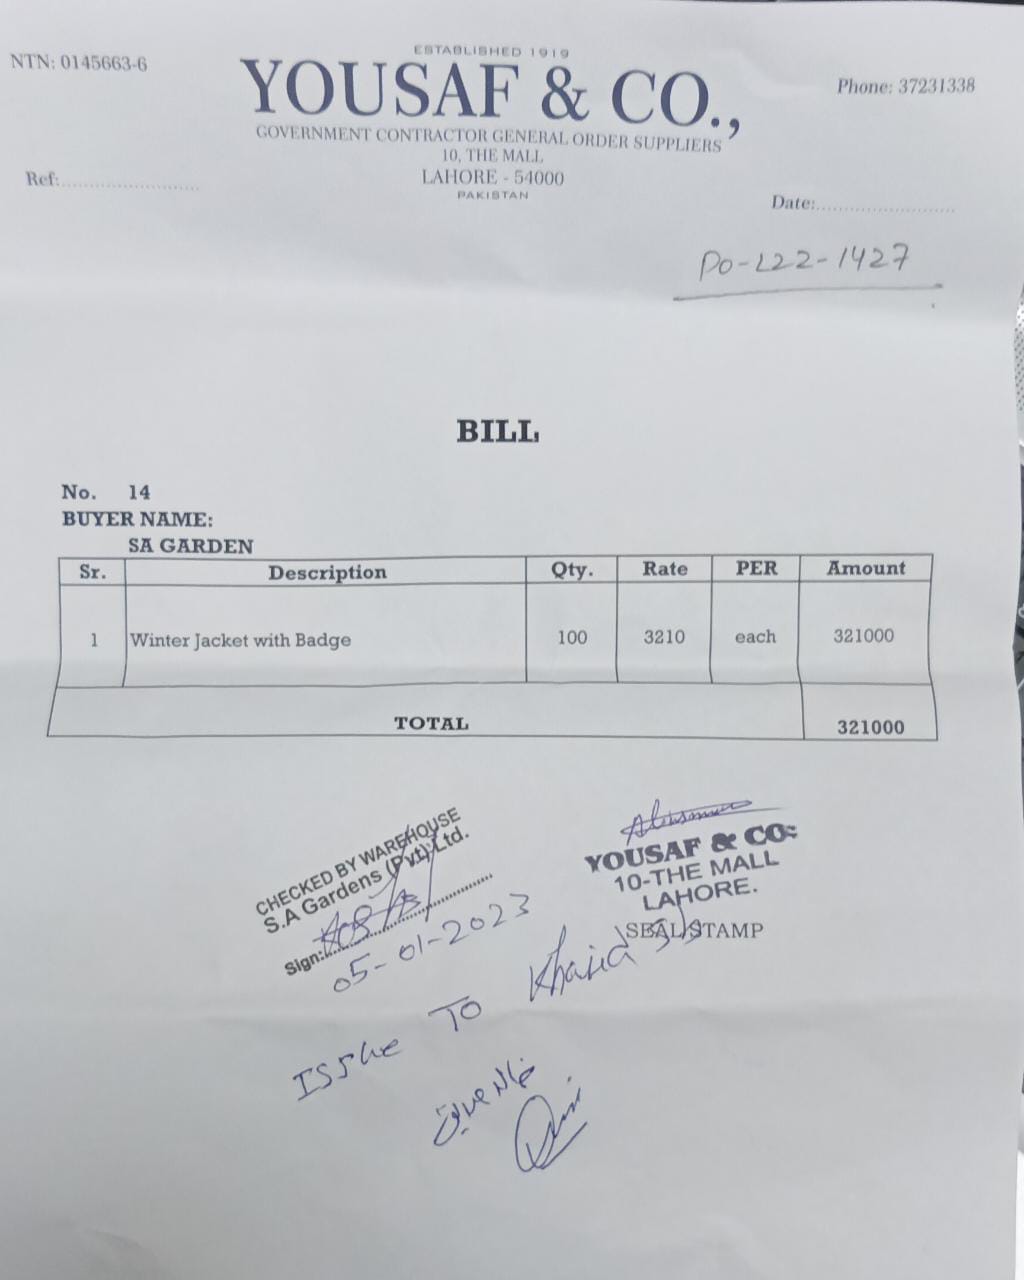 ESTABLISHED 1919
NTN: 0145663-6
YOUSAF & CO.,
Phone: 37231338
GOVERNMENT CONTRACTOR GENERAL ORDER SUPPLIERS
10, THE MALL
LAHORE - 54000
PAKISTAN
Ref:
Date:
PO-L22-1427
BILL
No. 14
BUYER NAME:
SA GARDEN
Sr. Description Qty. Rate PER Amount
1 Winter Jacket with Badge 100 3210 each 321000
TOTAL 321000
CHECKED BY WAREHOUSE
S.A Gardens (Pvt) Ltd.
Sign:
05-01-2023
YOUSAF & CO:
10-THE MALL
LAHORE.
SEAL/STAMP
Issue To Khalid